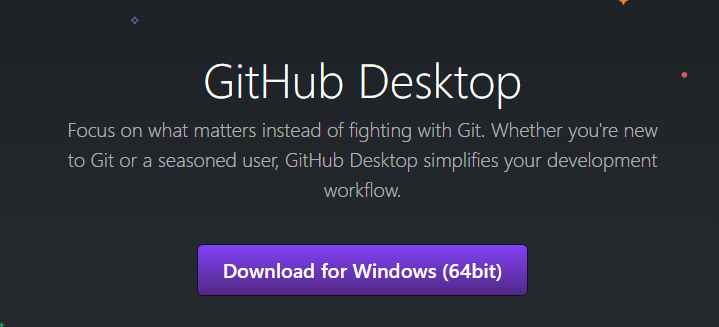 GitHub Desktop
Focus on what matters instead of fighting with Git. Whether you're new
to Git or a seasoned user, GitHub Desktop simplifies your development
workflow.
Download for Windows (64bit)